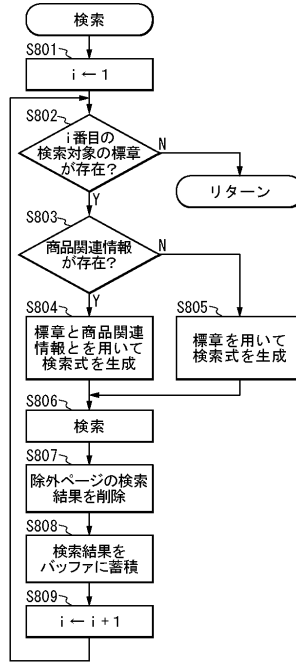 検索
S801
i ← 1
S802
i番目の
検索対象の標章
が存在?
N
リターン
Y
S803
商品関連情報
が存在?
N
Y
S804
標章と商品関連
情報とを用いて
検索式を生成
S805
標章を用いて
検索式を生成
S806
検索
S807
除外ページの検索
結果を削除
S808
検索結果を
バッファに蓄積
S809
i ← i + 1